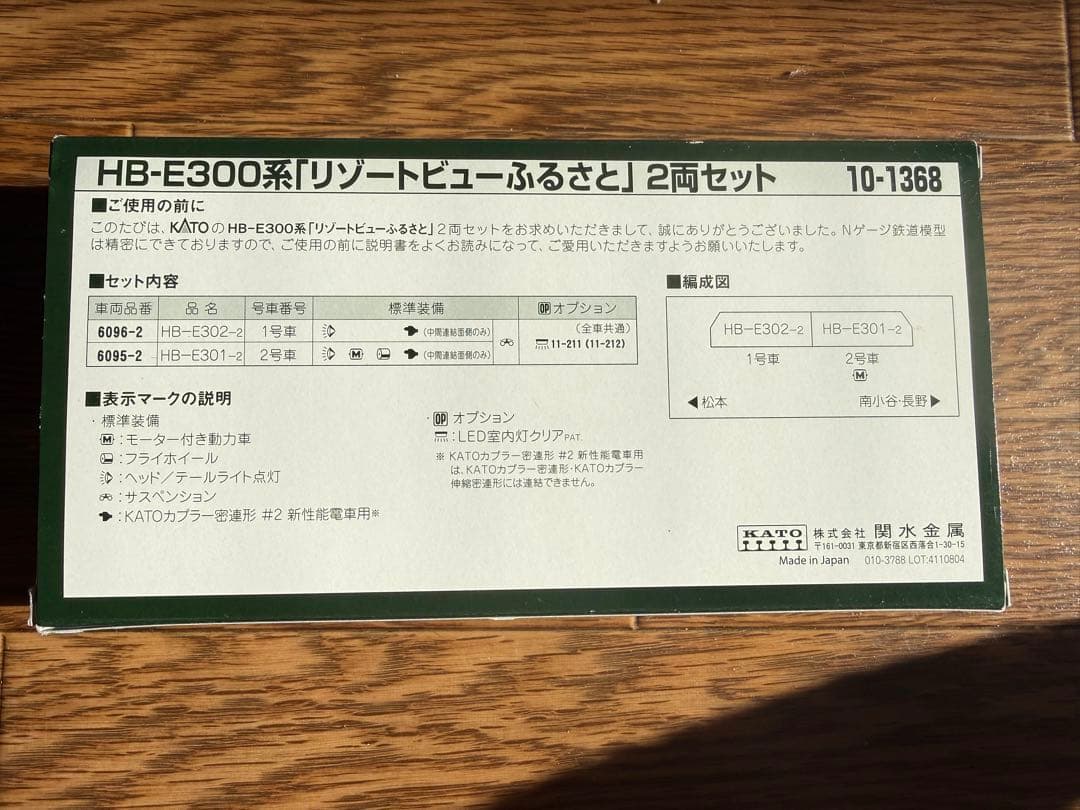 HB-E300系「リゾートビューふるさと」2両セット 10-1368
■ご使用の前に
このたびは、KATOのHB-E300系「リゾートビューふるさと」2両セットをお求めいただきまして、誠にありがとうございました。Nゲージ鉄道模型
は精密にできておりますので、ご使用の前に説明書をよくお読みになって、ご愛用いただきますようお願いいたします。
■セット内容
車両品番 品名 号車番号 標準装備 OPオプション
6096-2 HB-E302-2 1号車 (中間連結面側のみ) (全車共通)
6095-2 HB-E301-2 2号車 M (中間連結面側のみ) 11-211 (11-212)
■編成図
HB-E302-2 HB-E301-2
1号車 2号車
M
◀松本 南小谷・長野▶
■表示マークの説明
・標準装備
M:モーター付き動力車
:フライホイール
:ヘッド/テールライト点灯
:サスペンション
:KATOカプラー密連形 #2 新性能電車用※
・OPオプション
:LED室内灯クリアPAT.
※ KATOカプラー密連形 #2 新性能電車用
は、KATOカプラー密連形・KATOカプラー
伸縮密連形には連結できません。
KATO 株式会社 関水金属
〒161-0031 東京都新宿区西落合1-30-15
Made in Japan 010-3788 LOT:4110804